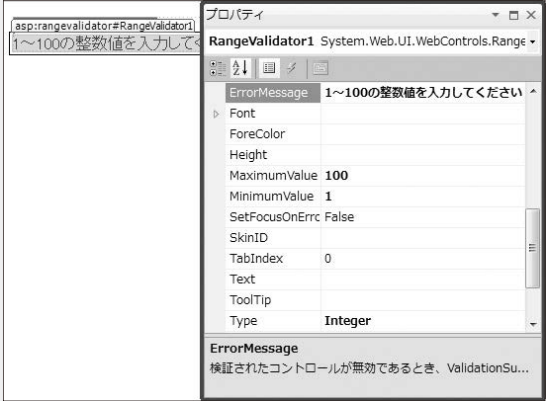 asp:rangevalidator#RangeValidator1
1～100の整数値を入力してく
プロパティ
RangeValidator1 System.Web.UI.WebControls.Range
ErrorMessage 1～100の整数値を入力してください
Font
ForeColor
Height
MaximumValue 100
MinimumValue 1
SetFocusOnErrc False
SkinID
TabIndex 0
Text
ToolTip
Type Integer
ErrorMessage
検証されたコントロールが無効であるとき、ValidationSu...